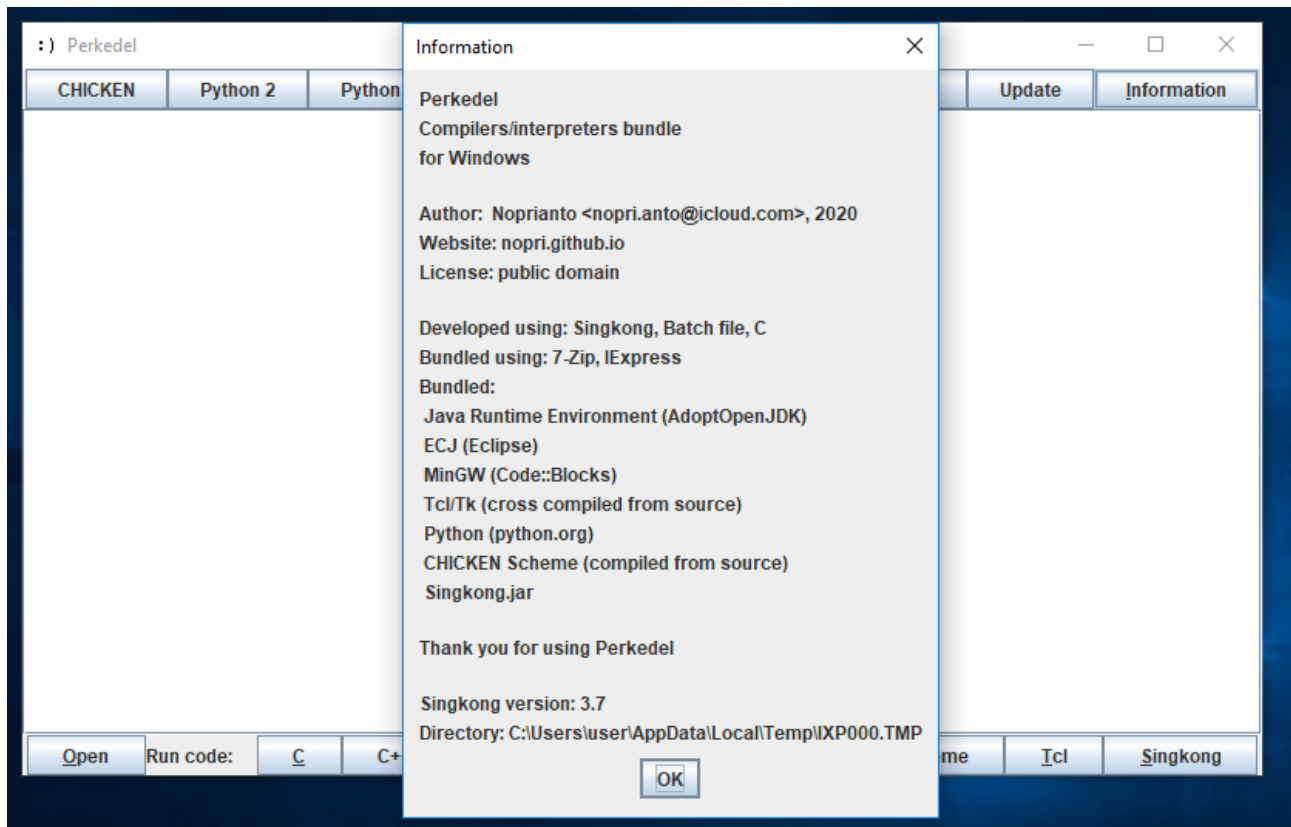 :) Perkedel
Information
CHICKEN Python 2 Python Update Information
Perkedel
Compilers/interpreters bundle
for Windows
Author: Noprianto <nopri.anto@icloud.com>, 2020
Website: nopri.github.io
License: public domain
Developed using: Singkong, Batch file, C
Bundled using: 7-Zip, IExpress
Bundled:
Java Runtime Environment (AdoptOpenJDK)
ECJ (Eclipse)
MinGW (Code::Blocks)
Tcl/Tk (cross compiled from source)
Python (python.org)
CHICKEN Scheme (compiled from source)
Singkong.jar
Thank you for using Perkedel
Singkong version: 3.7
Directory: C:\Users\user\AppData\Local\Temp\IXP000.TMP
OK
Open Run code: C C+ me Tcl Singkong